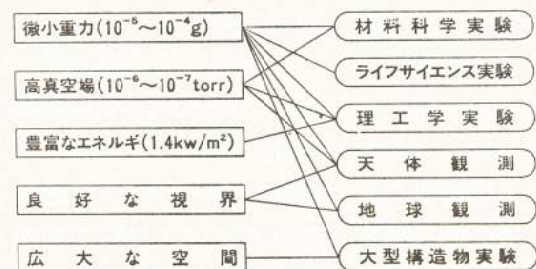 微小重力(10⁻⁵～10⁻⁴g)
高真空場(10⁻⁶～10⁻⁷torr)
豊富なエネルギ(1.4kw/m²)
良好な視界
広大な空間
材料科学実験
ライフサイエンス実験
理工学実験
天体観測
地球観測
大型構造物実験